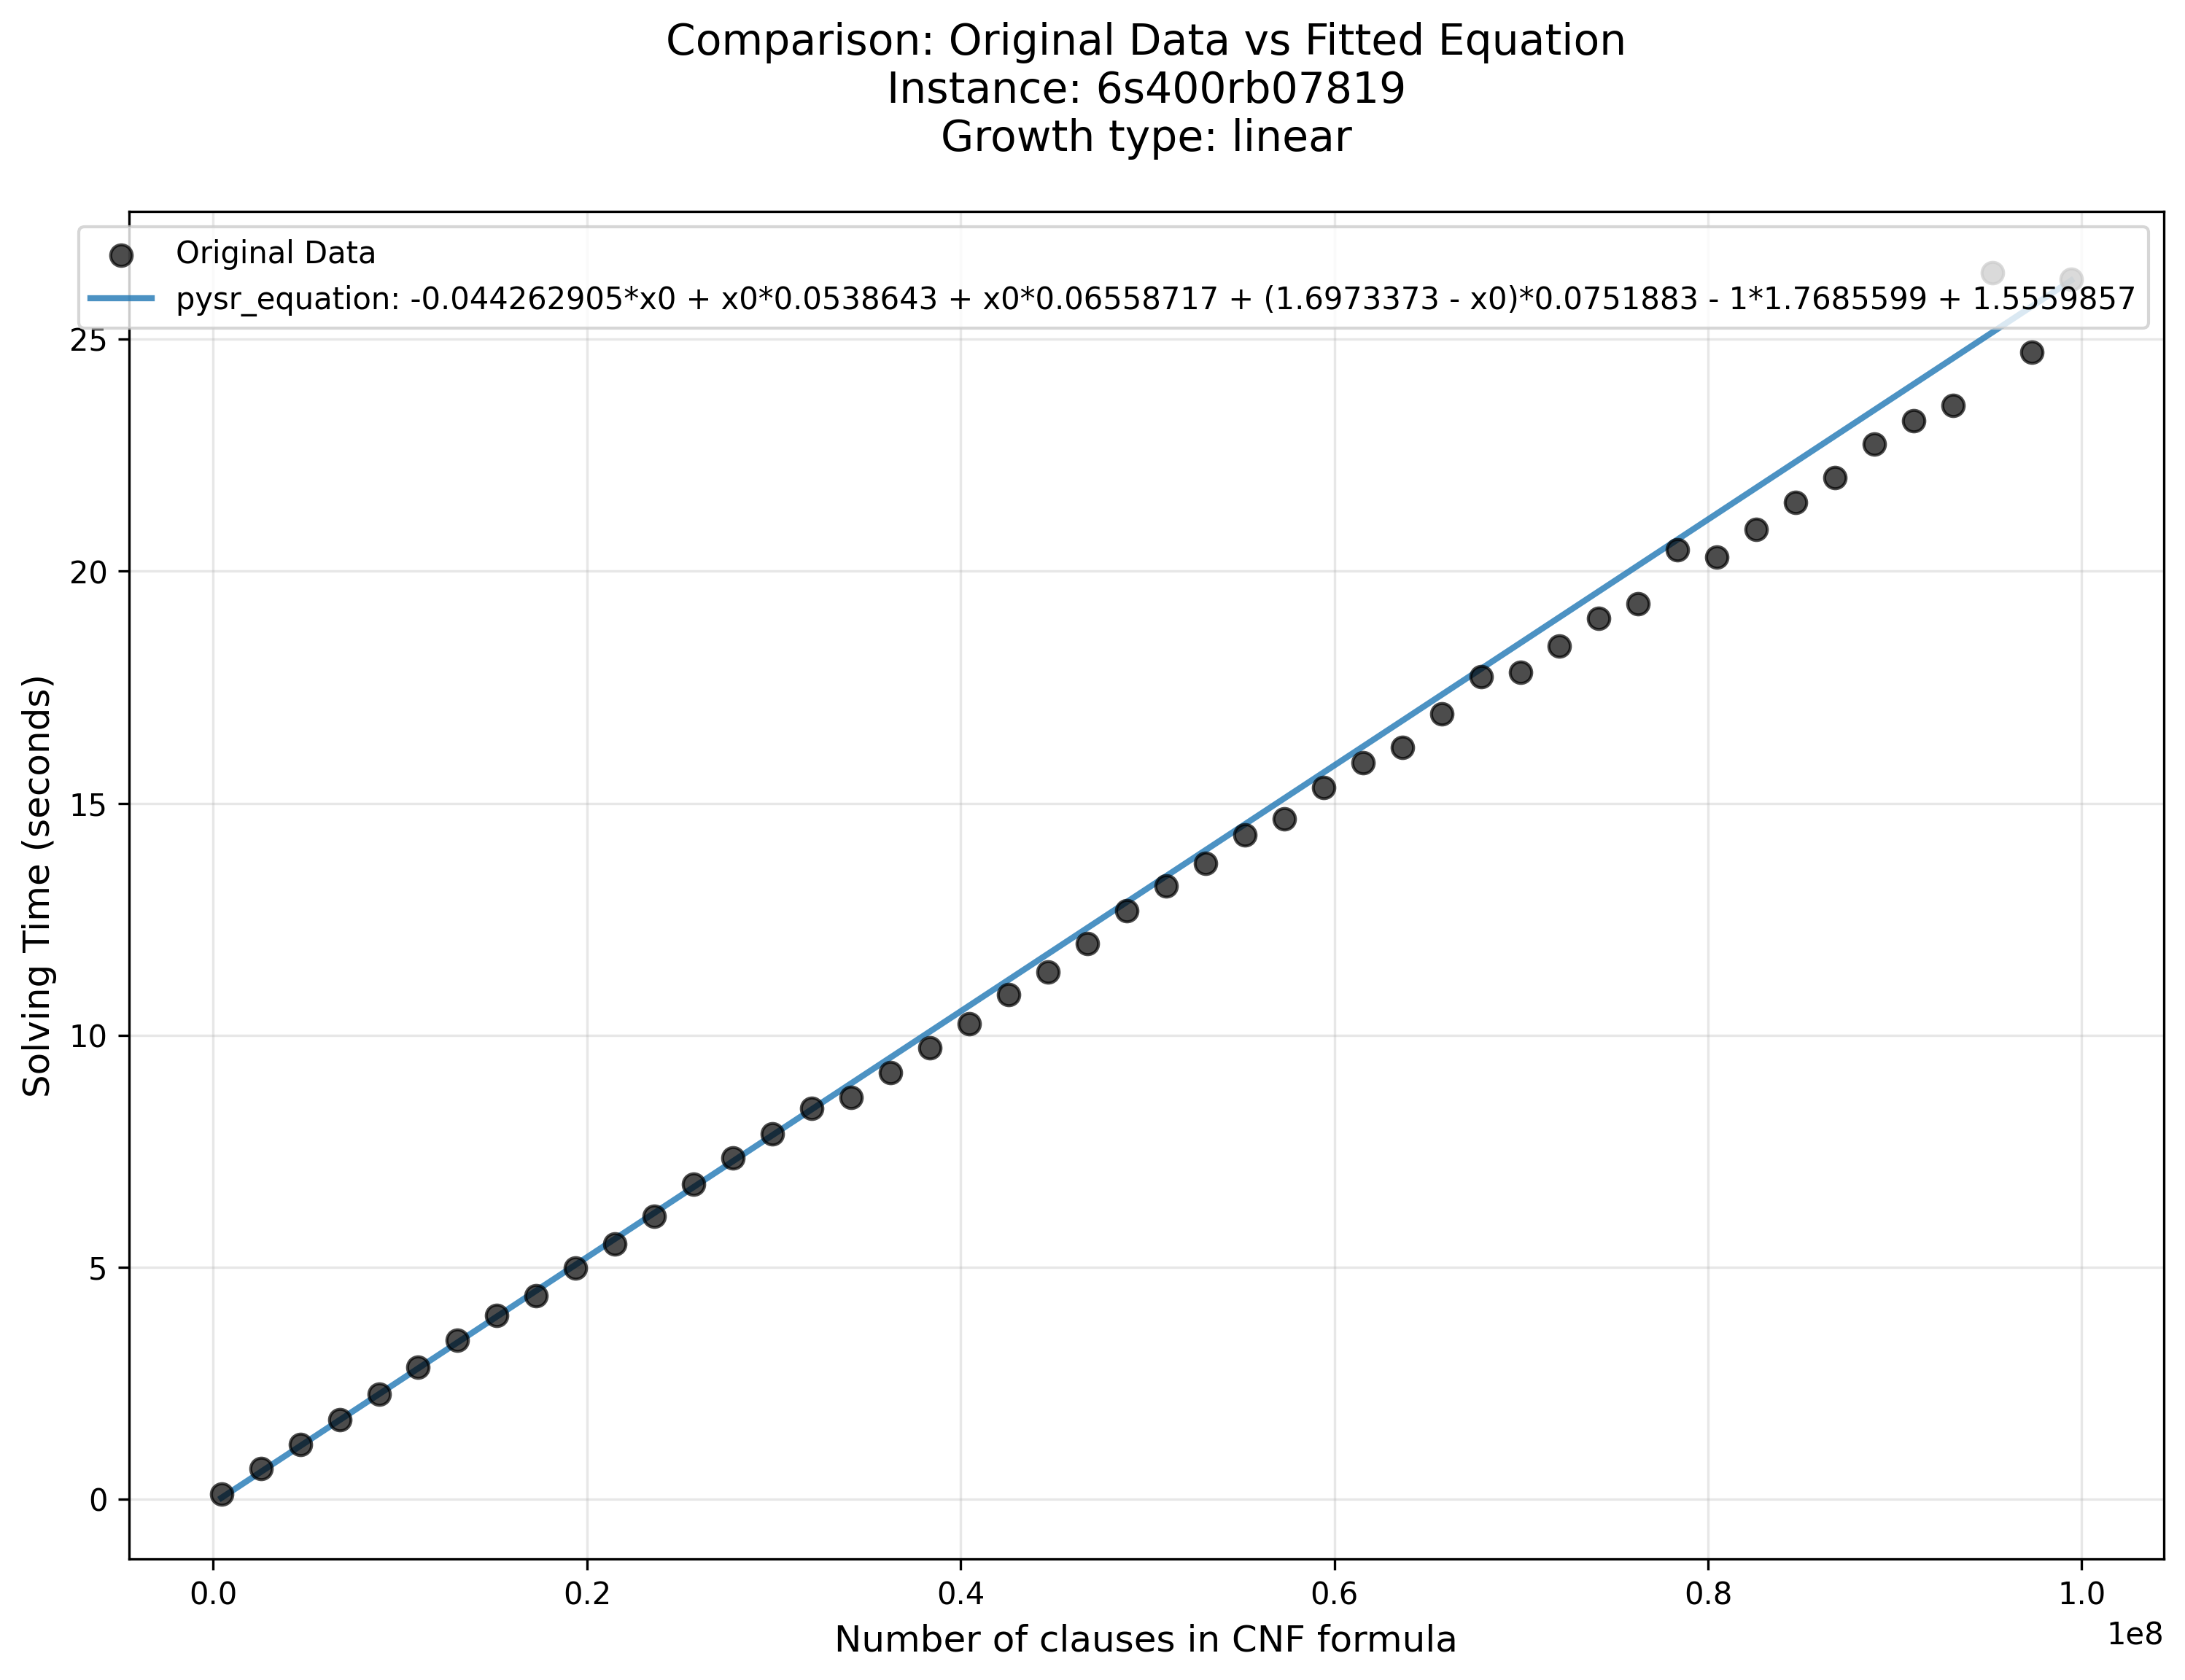 Comparison: Original Data vs Fitted Equation
Instance: 6s400rb07819
Growth type: linear
Original Data
pysr_equation: -0.044262905*x0 + x0*0.0538643 + x0*0.06558717 + (1.6973373 - x0)*0.0751883 - 1*1.7685599 + 1.5559857
25
20
15
10
5
0
Solving Time (seconds)
0.0 0.2 0.4 0.6 0.8 1.0
1e8
Number of clauses in CNF formula